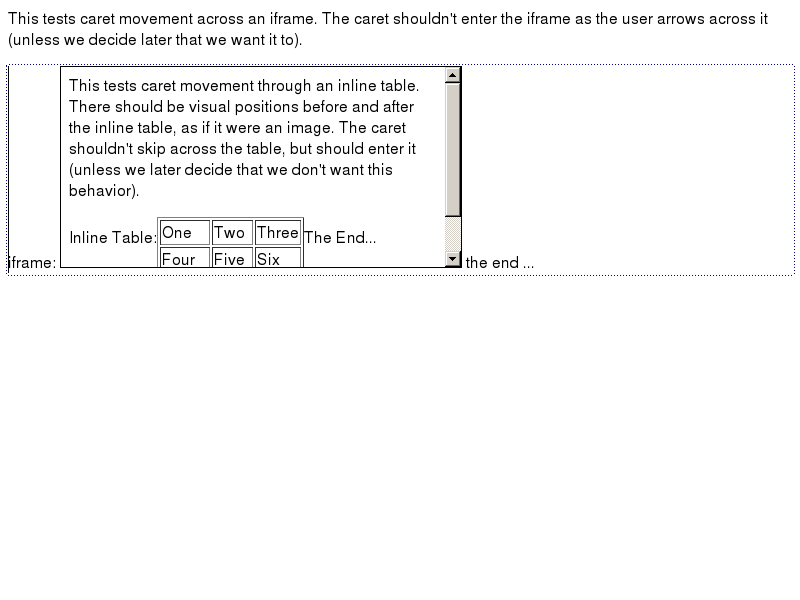 This tests caret movement across an iframe. The caret shouldn't enter the iframe as the user arrows across it
(unless we decide later that we want it to).
This tests caret movement through an inline table.
There should be visual positions before and after
the inline table, as if it were an image. The caret
shouldn't skip across the table, but should enter it
(unless we later decide that we don't want this
behavior).
Inline Table: One Two Three The End...
Four Five Six
iframe: the end ...